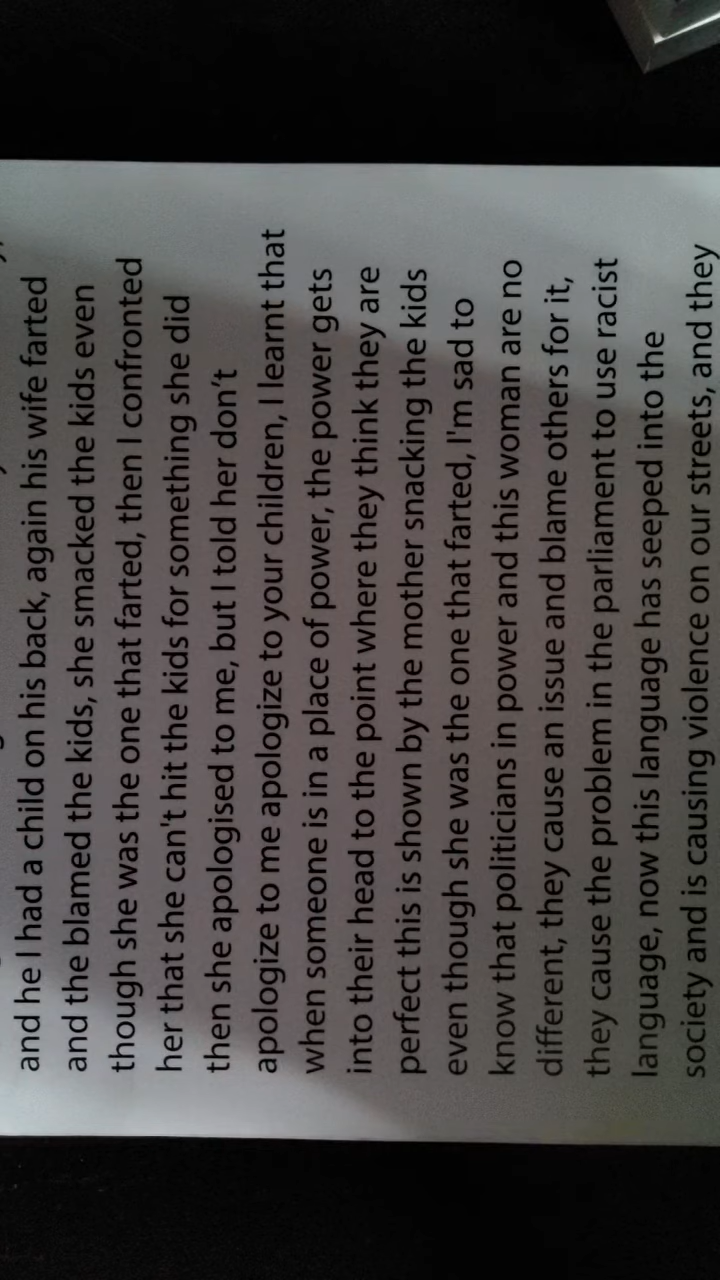 and he I had a child on his back, again his wife farted
and the blamed the kids, she smacked the kids even
though she was the one that farted, then I confronted
her that she can't hit the kids for something she did
then she apologised to me, but I told her don't
apologize to me apologize to your children, I learnt that
when someone is in a place of power, the power gets
into their head to the point where they think they are
perfect this is shown by the mother snacking the kids
even though she was the one that farted, I'm sad to
know that politicians in power and this woman are no
different, they cause an issue and blame others for it,
they cause the problem in the parliament to use racist
language, now this language has seeped into the
society and is causing violence on our streets, and they